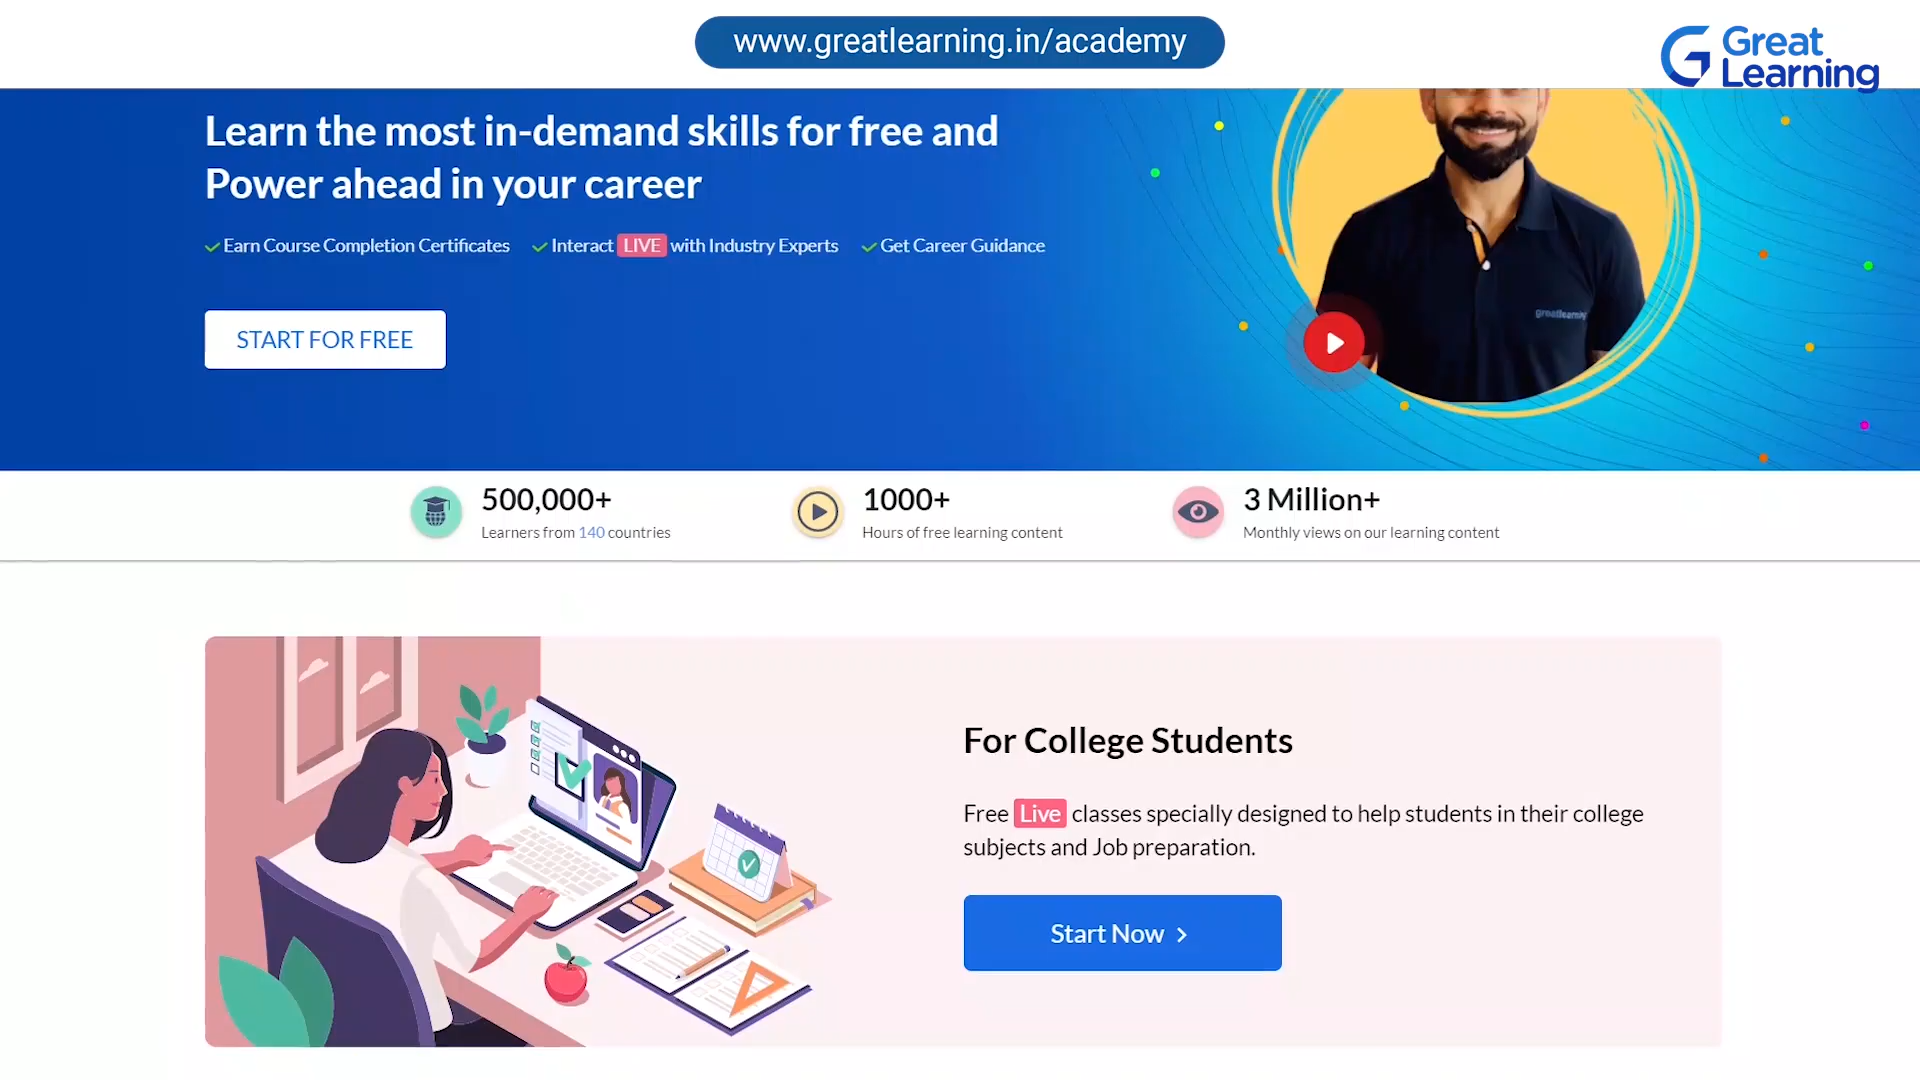 www.greatlearning.in/academy
Great
Learning
Learn the most in-demand skills for free and
Power ahead in your career
Earn Course Completion Certificates Interact LIVE with Industry Experts Get Career Guidance
START FOR FREE
greatlearning
500,000+
Learners from 140 countries
1000+
Hours of free learning content
3 Million+
Monthly views on our learning content
For College Students
Free Live classes specially designed to help students in their college
subjects and Job preparation.
Start Now